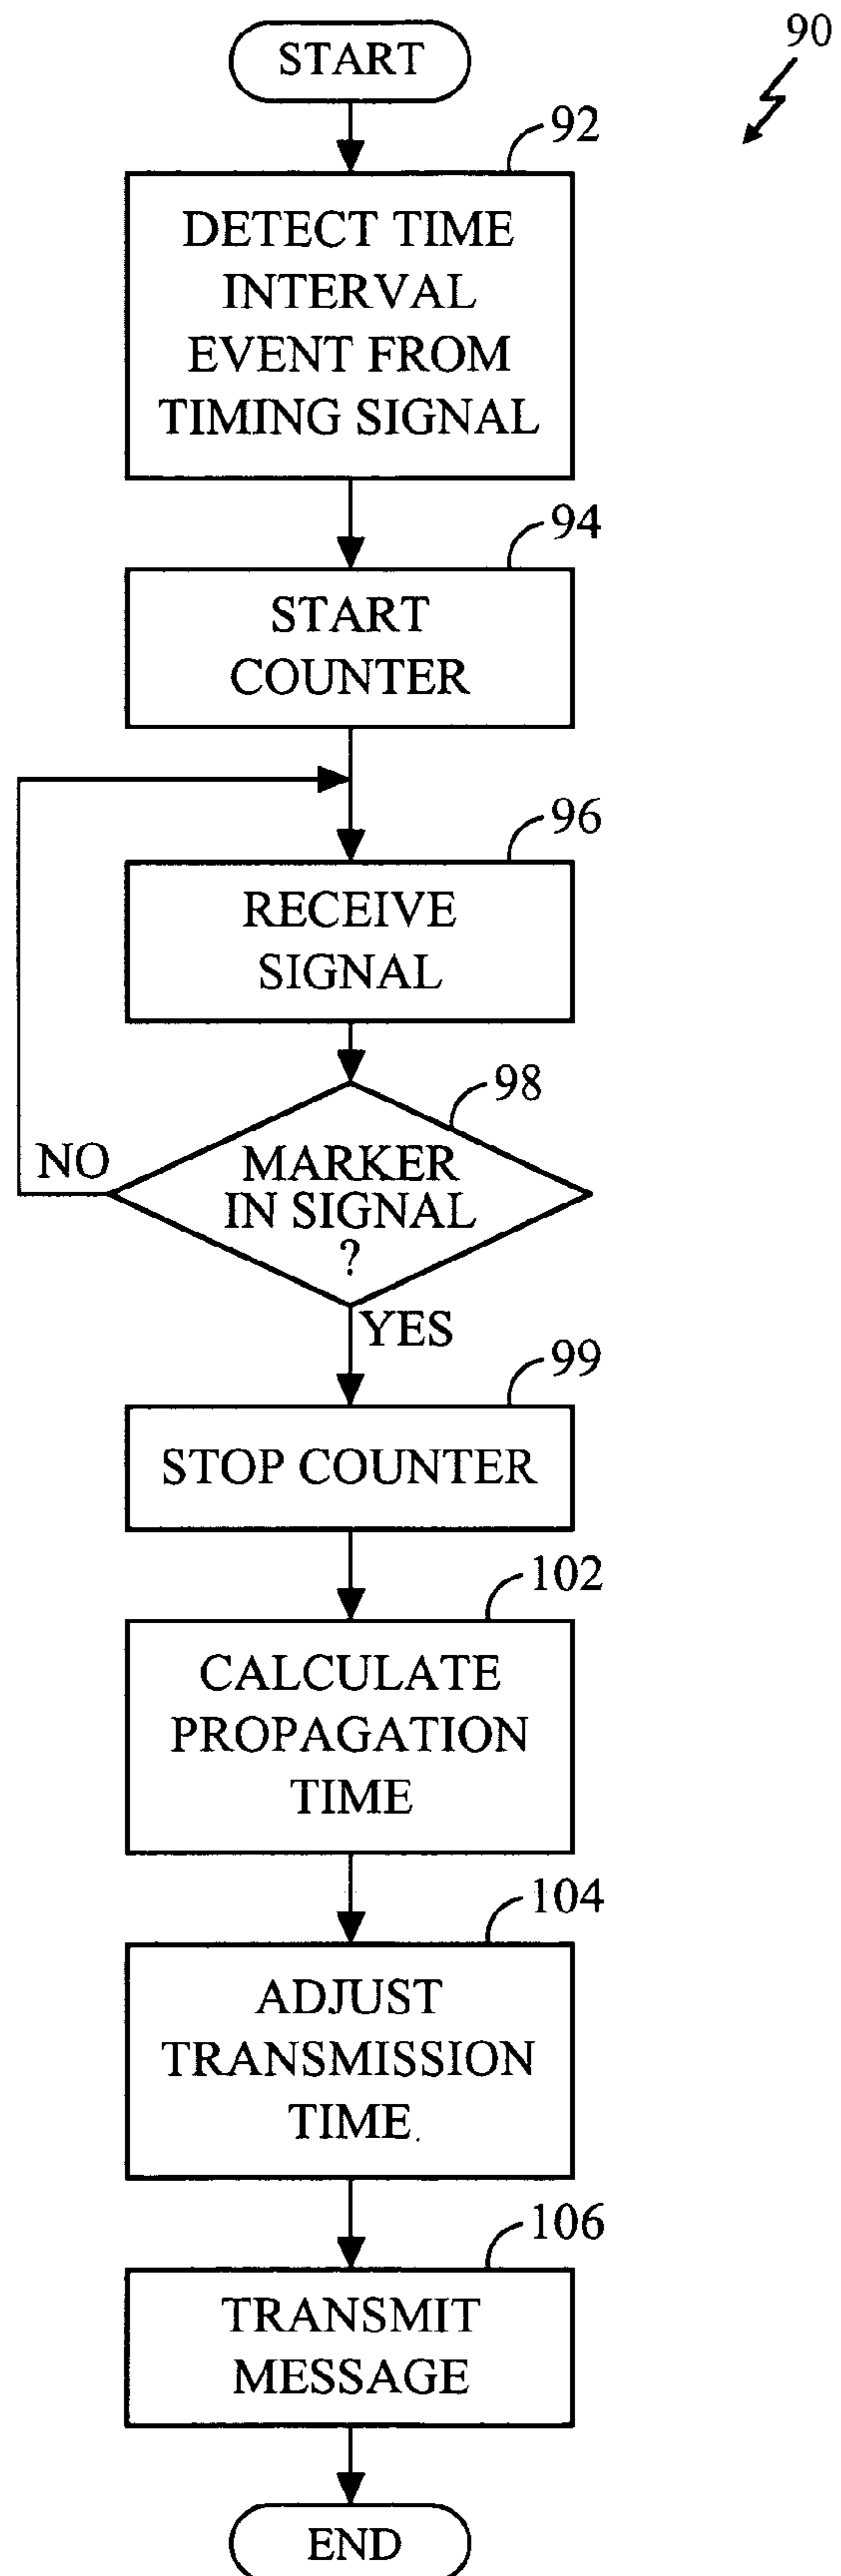 START
90
92
DETECT TIME
INTERVAL
EVENT FROM
TIMING SIGNAL
94
START
COUNTER
96
RECEIVE
SIGNAL
98
NO
MARKER
IN SIGNAL
?
YES
99
STOP COUNTER
102
CALCULATE
PROPAGATION
TIME
104
ADJUST
TRANSMISSION
TIME
106
TRANSMIT
MESSAGE
END